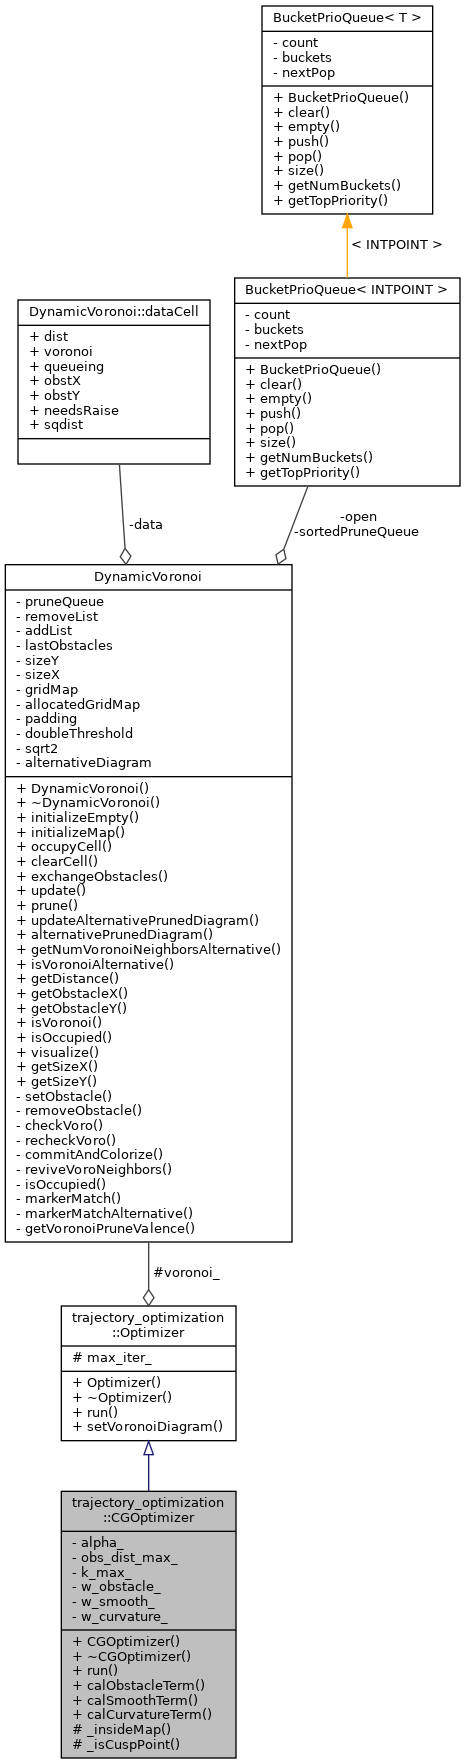 BucketPrioQueue< T >
- count
- buckets
- nextPop
+ BucketPrioQueue()
+ clear()
+ empty()
+ push()
+ pop()
+ size()
+ getNumBuckets()
+ getTopPriority()
< INTPOINT >
BucketPrioQueue< INTPOINT >
- count
- buckets
- nextPop
+ BucketPrioQueue()
+ clear()
+ empty()
+ push()
+ pop()
+ size()
+ getNumBuckets()
+ getTopPriority()
DynamicVoronoi::dataCell
+ dist
+ voronoi
+ queueing
+ obstX
+ obstY
+ needsRaise
+ sqdist
-data
-open
-sortedPruneQueue
DynamicVoronoi
- pruneQueue
- removeList
- addList
- lastObstacles
- sizeY
- sizeX
- gridMap
- allocatedGridMap
- padding
- doubleThreshold
- sqrt2
- alternativeDiagram
+ DynamicVoronoi()
+ ~DynamicVoronoi()
+ initializeEmpty()
+ initializeMap()
+ occupyCell()
+ clearCell()
+ exchangeObstacles()
+ update()
+ prune()
+ updateAlternativePrunedDiagram()
+ alternativePrunedDiagram()
+ getNumVoronoiNeighborsAlternative()
+ isVoronoiAlternative()
+ getDistance()
+ getObstacleX()
+ getObstacleY()
+ isVoronoi()
+ isOccupied()
+ visualize()
+ getSizeX()
+ getSizeY()
- setObstacle()
- removeObstacle()
- checkVoro()
- recheckVoro()
- commitAndColorize()
- reviveVoroNeighbors()
- isOccupied()
- markerMatch()
- markerMatchAlternative()
- getVoronoiPruneValence()
#voronoi_
trajectory_optimization
::Optimizer
# max_iter_
+ Optimizer()
+ ~Optimizer()
+ run()
+ setVoronoiDiagram()
trajectory_optimization
::CGOptimizer
- alpha_
- obs_dist_max_
- k_max_
- w_obstacle_
- w_smooth_
- w_curvature_
+ CGOptimizer()
+ ~CGOptimizer()
+ run()
+ calObstacleTerm()
+ calSmoothTerm()
+ calCurvatureTerm()
# _insideMap()
# _isCuspPoint()